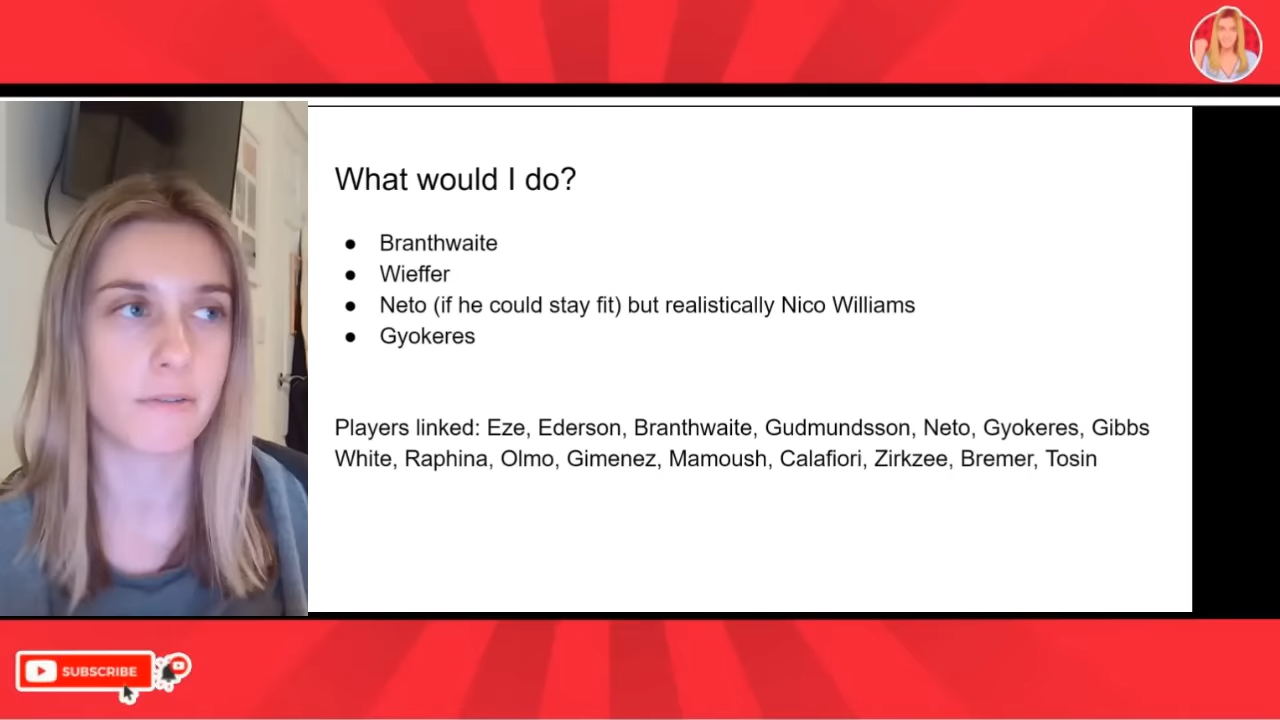 What would I do?
● Branthwaite
● Wieffer
● Neto (if he could stay fit) but realistically Nico Williams
● Gyokeres
Players linked: Eze, Ederson, Branthwaite, Gudmundsson, Neto, Gyokeres, Gibbs
White, Raphina, Olmo, Gimenez, Mamoush, Calafiori, Zirkzee, Bremer, Tosin
SUBSCRIBE